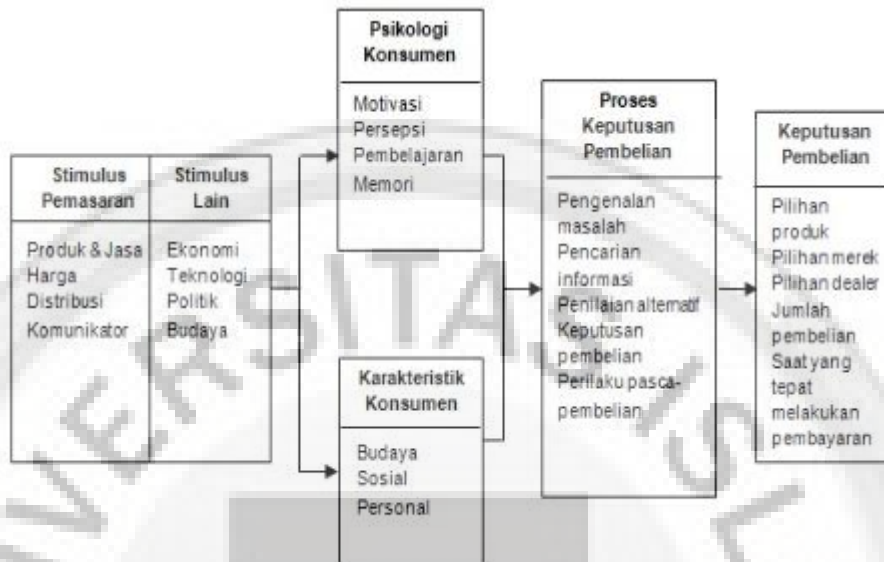 Stimulus
Pemasaran
Produk & Jasa
Harga
Distribusi
Komunikator
Stimulus
Lain
Ekonomi
Teknologi
Politik
Budaya
Psikologi
Konsumen
Motivasi
Persepsi
Pembelajaran
Memori
Karakteristik
Konsumen
Budaya
Sosial
Personal
Proses
Keputusan
Pembelian
Pengenalan
masalah
Pencarian
informasi
Penilaian alternatif
Keputusan
pembelian
Perilaku pasca-
pembelian
Keputusan
Pembelian
Pilihan
produk
Pilihan merek
Pilihan dealer
Jumlah
pembelian
Saat yang
tepat
melakukan
pembayaran